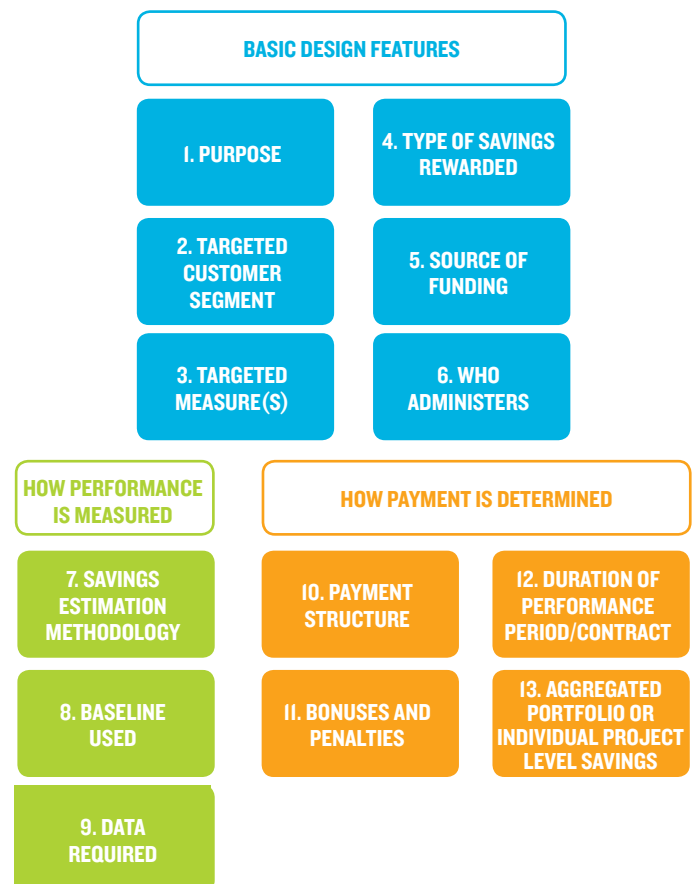 BASIC DESIGN FEATURES
1. PURPOSE
2. TARGETED
CUSTOMER
SEGMENT
3. TARGETED
MEASURE(S)
4. TYPE OF SAVINGS
REWARDED
5. SOURCE OF
FUNDING
6. WHO
ADMINISTERS
HOW PERFORMANCE
IS MEASURED
7. SAVINGS
ESTIMATION
METHODOLOGY
8. BASELINE
USED
9. DATA
REQUIRED
HOW PAYMENT IS DETERMINED
10. PAYMENT
STRUCTURE
11. BONUSES AND
PENALTIES
12. DURATION OF
PERFORMANCE
PERIOD/CONTRACT
13. AGGREGATED
PORTFOLIO OR
INDIVIDUAL PROJECT
LEVEL SAVINGS